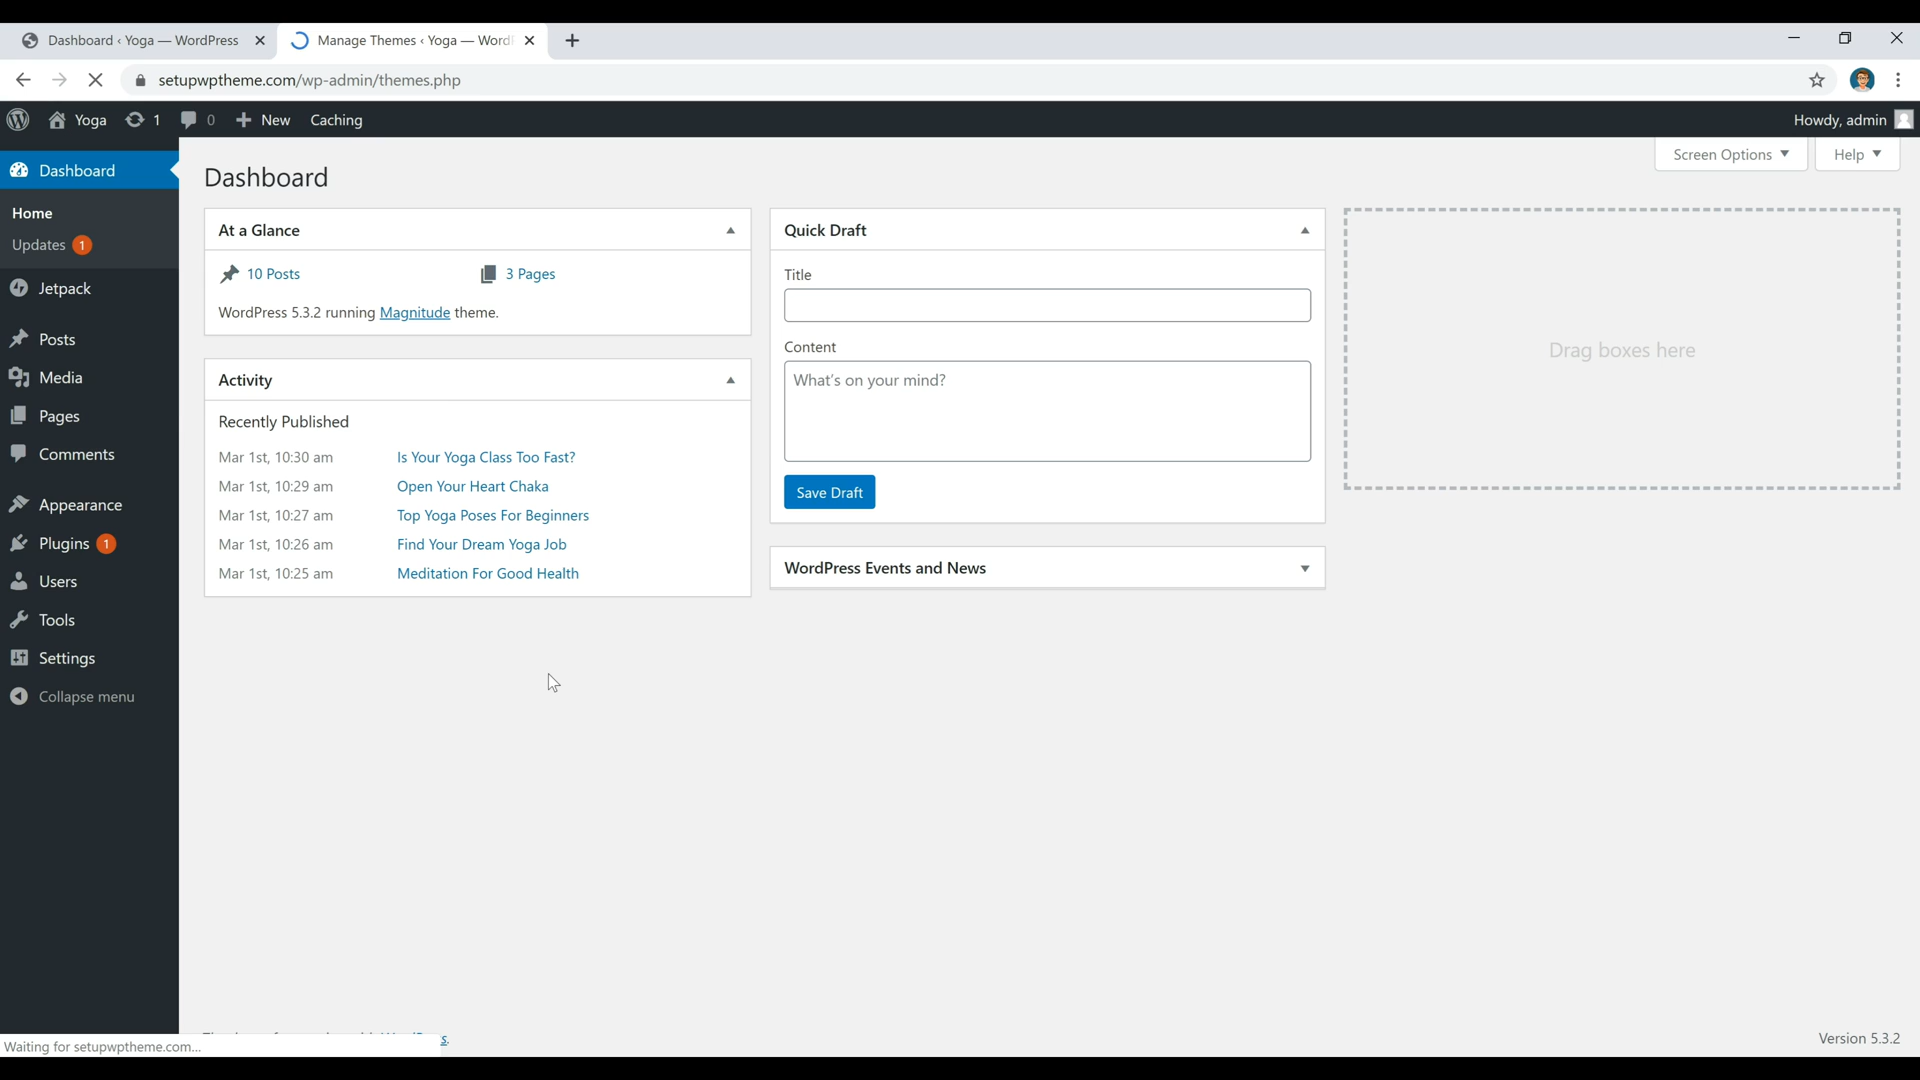 Dashboard ‹ Yoga — WordPress
Manage Themes ‹ Yoga — Word
setupwptheme.com/wp-admin/themes.php
Yoga 1 0 New Caching Howdy, admin
Screen Options Help
Dashboard
Home
Updates 1
Jetpack
Posts
Media
Pages
Comments
Appearance
Plugins 1
Users
Tools
Settings
Collapse menu
Dashboard
At a Glance
10 Posts 3 Pages
WordPress 5.3.2 running Magnitude theme.
Activity
Recently Published
Mar 1st, 10:30 am Is Your Yoga Class Too Fast?
Mar 1st, 10:29 am Open Your Heart Chaka
Mar 1st, 10:27 am Top Yoga Poses For Beginners
Mar 1st, 10:26 am Find Your Dream Yoga Job
Mar 1st, 10:25 am Meditation For Good Health
Quick Draft
Title
Content
What's on your mind?
Save Draft
WordPress Events and News
Drag boxes here
Waiting for setupwptheme.com...
Version 5.3.2